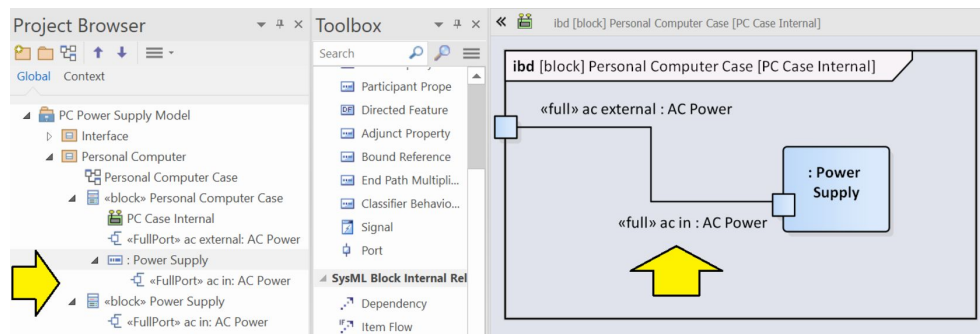 Project Browser
Global Context
PC Power Supply Model
Interface
Personal Computer
Personal Computer Case
«block» Personal Computer Case
PC Case Internal
«FullPort» ac external: AC Power
: Power Supply
«FullPort» ac in: AC Power
«block» Power Supply
«FullPort» ac in: AC Power
Toolbox
Search
Participant Prope
Directed Feature
Adjunct Property
Bound Reference
End Path Multipli...
Classifier Behavio...
Signal
Port
SysML Block Internal Rel
Dependency
Item Flow
ibd [block] Personal Computer Case [PC Case Internal]
ibd [block] Personal Computer Case [PC Case Internal]
«full» ac external : AC Power
: Power
Supply
«full» ac in : AC Power